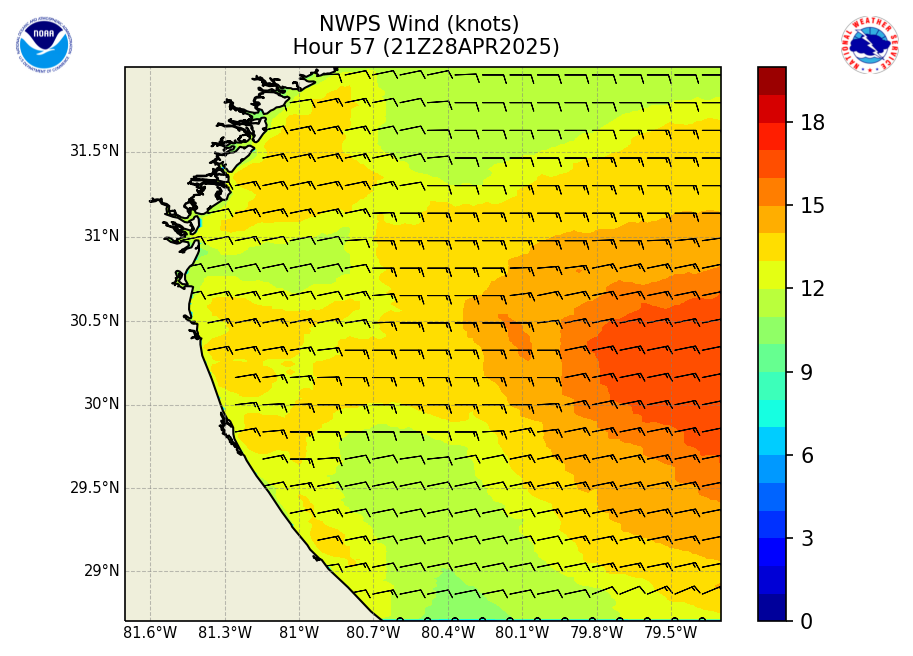 NWPS Wind (knots)
Hour 57 (21Z28APR2025)
NOAA
NATIONAL WEATHER SERVICE
31.5°N
31°N
30.5°N
30°N
29.5°N
29°N
81.6°W 81.3°W 81°W 80.7°W 80.4°W 80.1°W 79.8°W 79.5°W
18
15
12
9
6
3
0